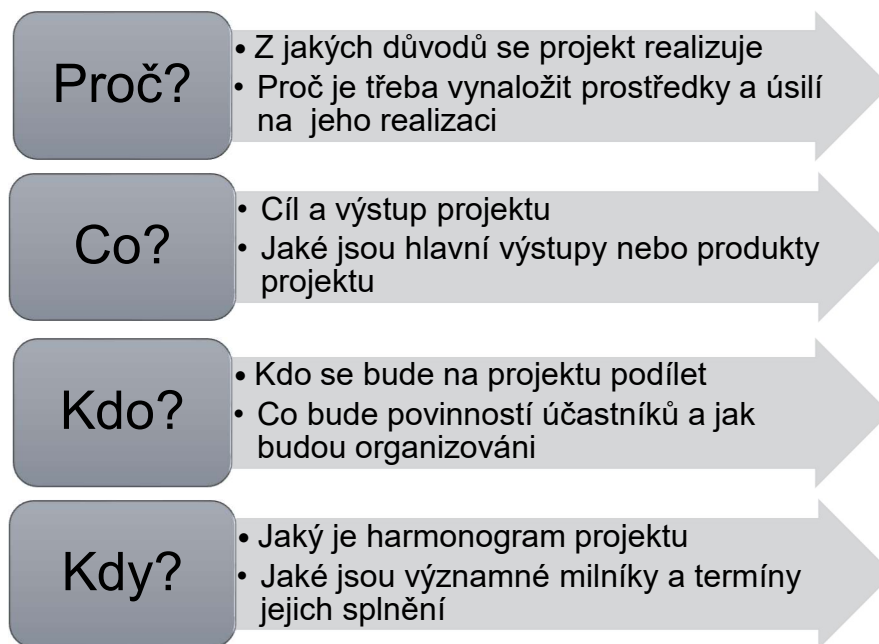 Proč?
• Z jakých důvodů se projekt realizuje
• Proč je třeba vynaložit prostředky a úsilí
na jeho realizaci
Co?
• Cíl a výstup projektu
• Jaké jsou hlavní výstupy nebo produkty
projektu
Kdo?
• Kdo se bude na projektu podílet
• Co bude povinností účastníků a jak
budou organizováni
Kdy?
• Jaký je harmonogram projektu
• Jaké jsou významné milníky a termíny
jejich splnění